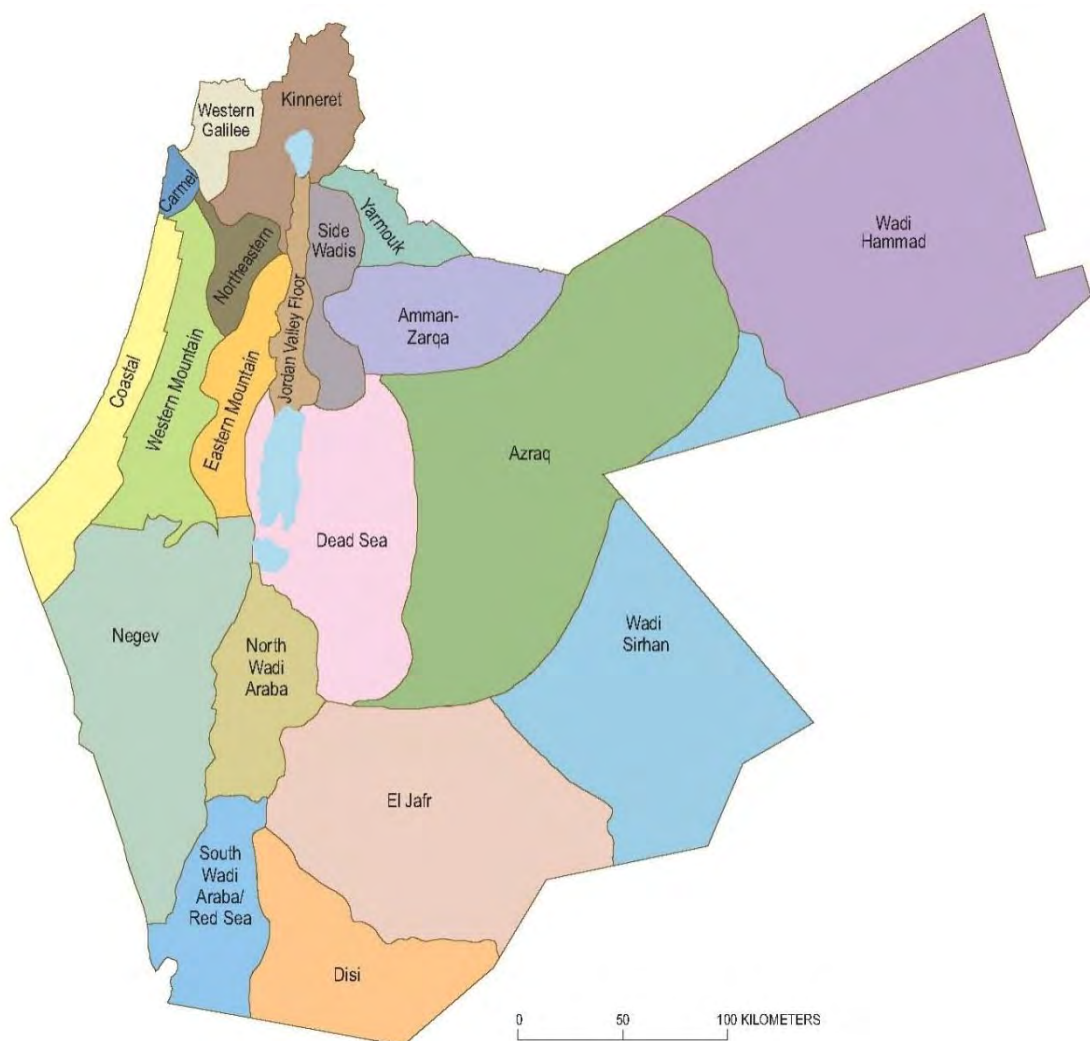 Kinneret
Western
Galilee
Carmel
Yarmouk
Side
Wadis
Northeastern
Wadi
Hammad
Jordan Valley Floor
Amman-
Zarqa
Coastal
Western Mountain
Eastern Mountain
Azraq
Dead Sea
Negev
North
Wadi
Araba
Wadi
Sirhan
El Jafr
South
Wadi
Araba/
Red Sea
Disi
0 50 100 KILOMETERS